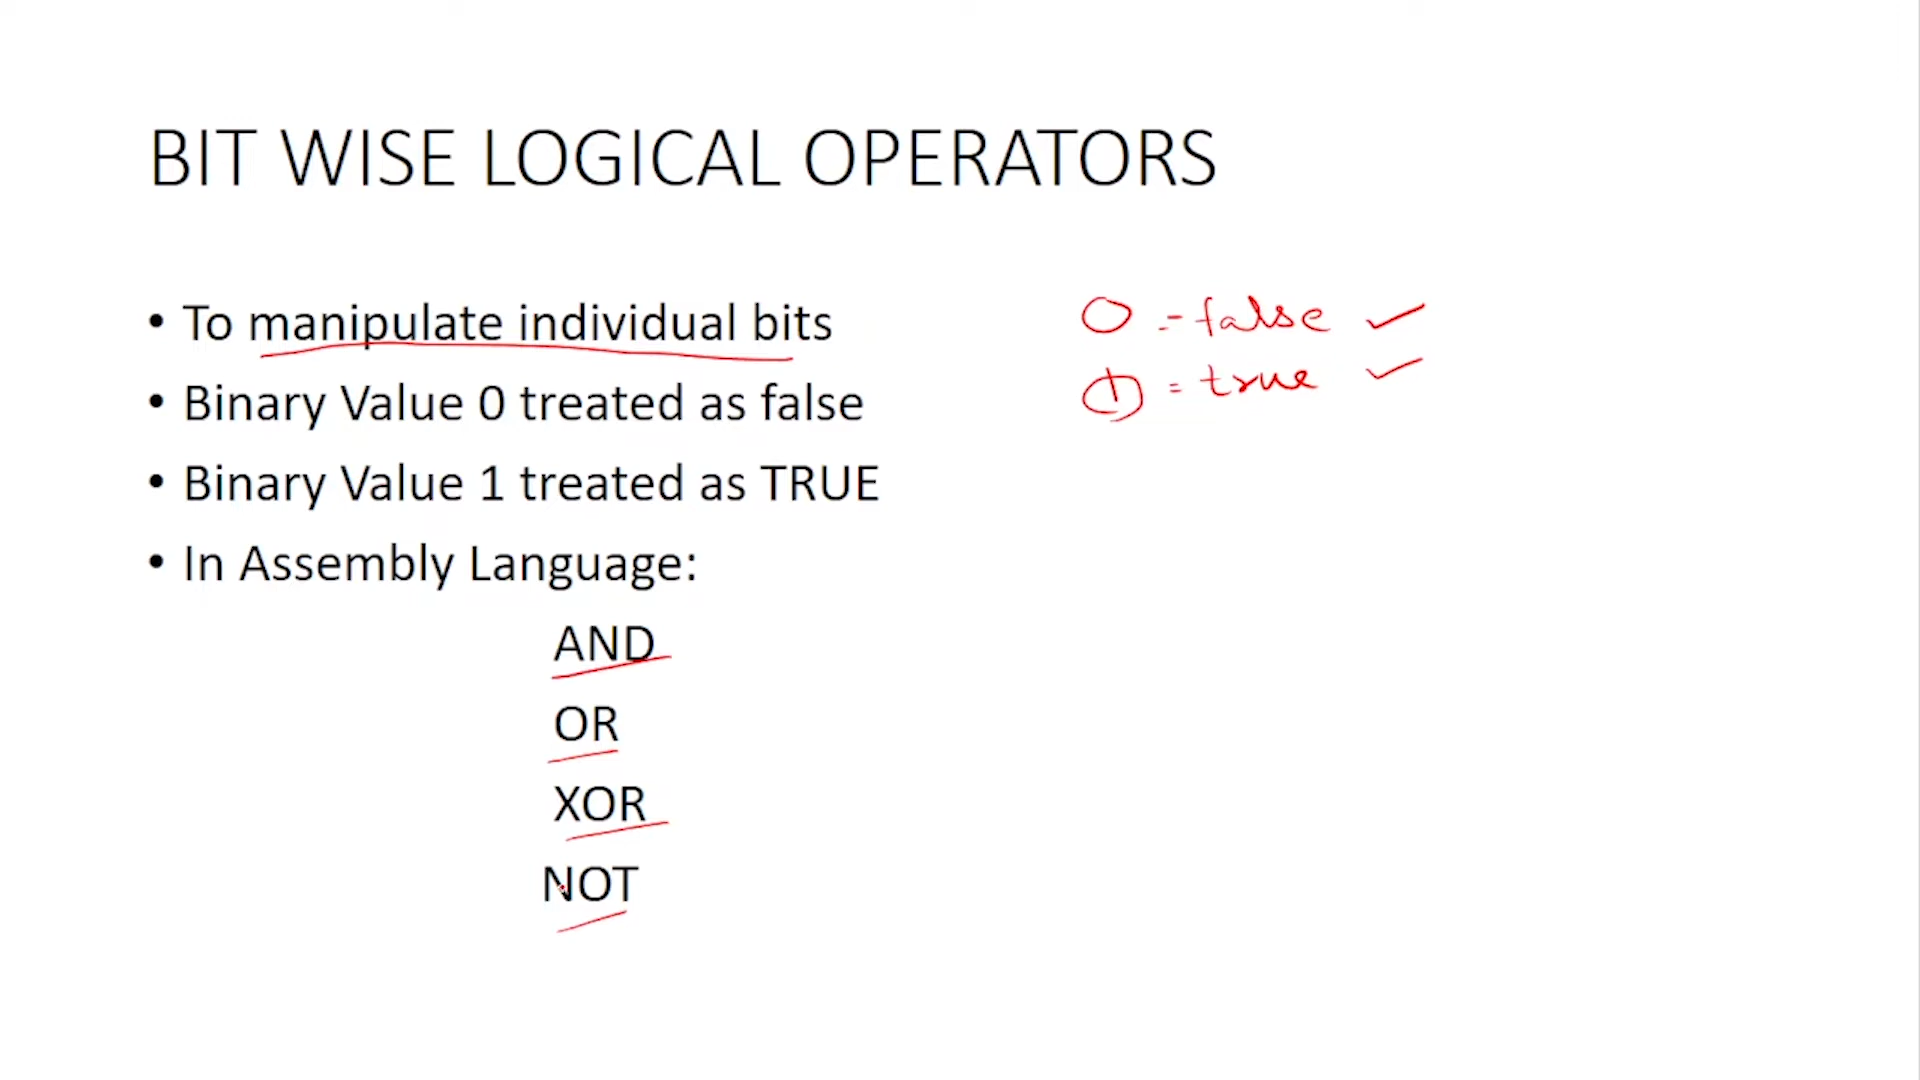 BIT WISE LOGICAL OPERATORS
• To manipulate individual bits
• Binary Value 0 treated as false
• Binary Value 1 treated as TRUE
• In Assembly Language:
AND
OR
XOR
NOT
0 = false ✓
1 = true ✓